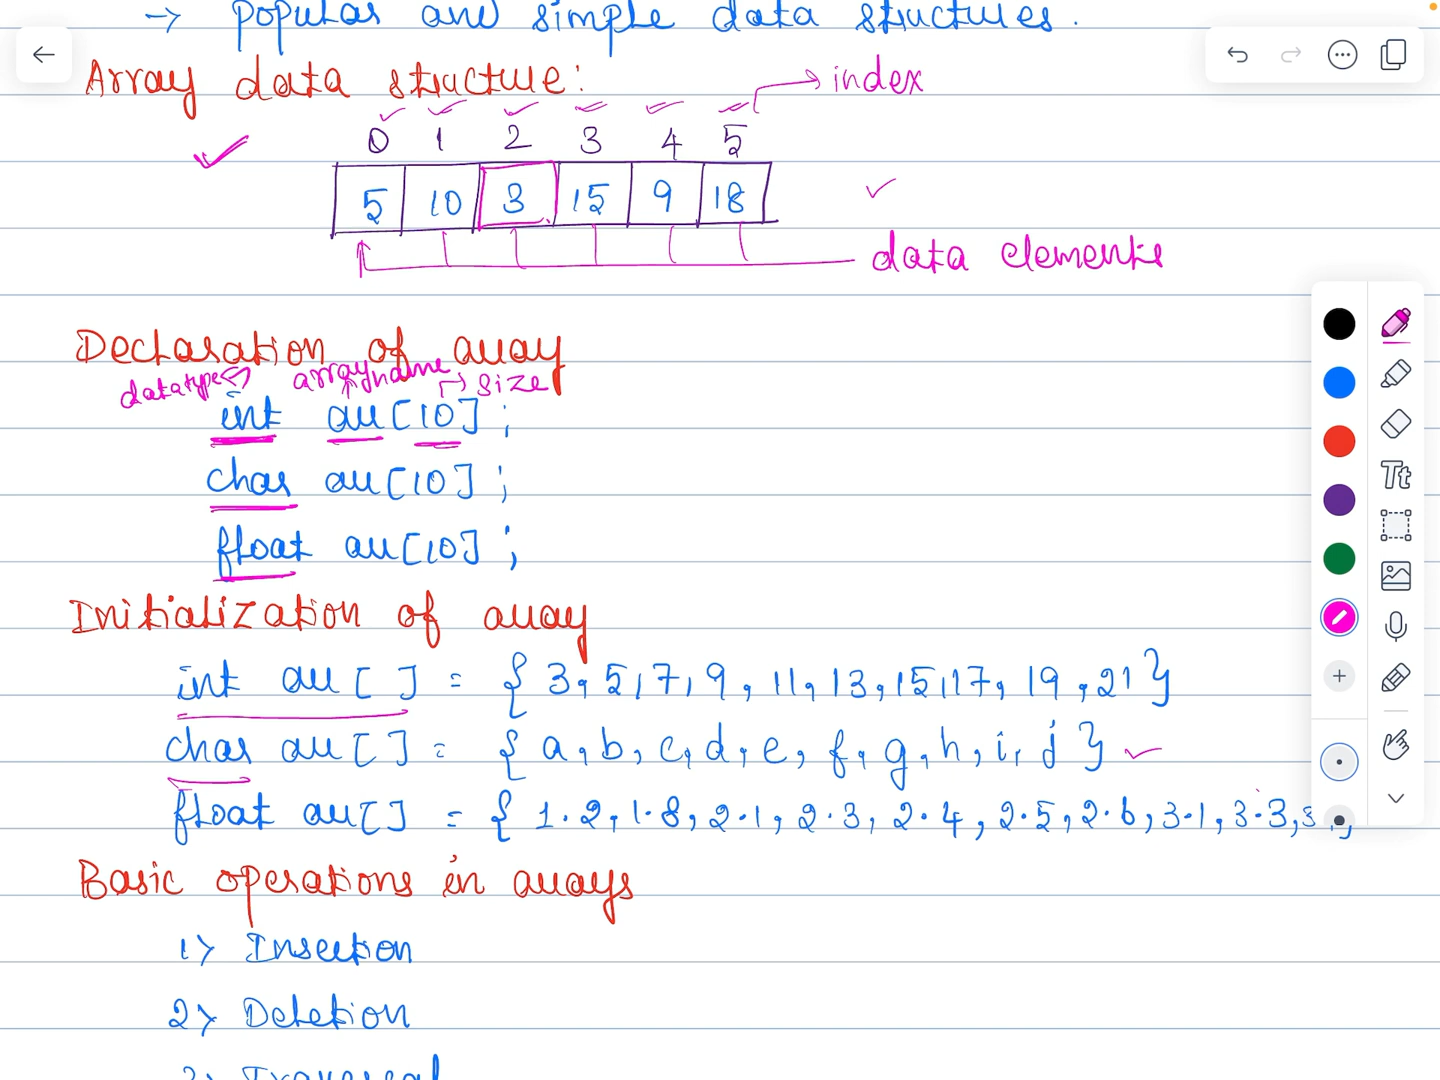 → popular and simple data structures.
Array data structure:
→ index
0 1 2 3 4 5
5 10 3 15 9 18
data elements
Declaration of array
datatype arrayname size
int arr[10];
char arr[10];
float arr[10];
Initialization of array
int arr[ ] = { 3, 5, 7, 9, 11, 13, 15, 17, 19, 21 }
char arr[ ] = { a, b, c, d, e, f, g, h, i, j }
float arr[ ] = { 1.2, 1.8, 2.1, 2.3, 2.4, 2.5, 2.6, 3.1, 3.3,
Basic operations in arrays
1> Insertion
2> Deletion
3> Traversal
Tt